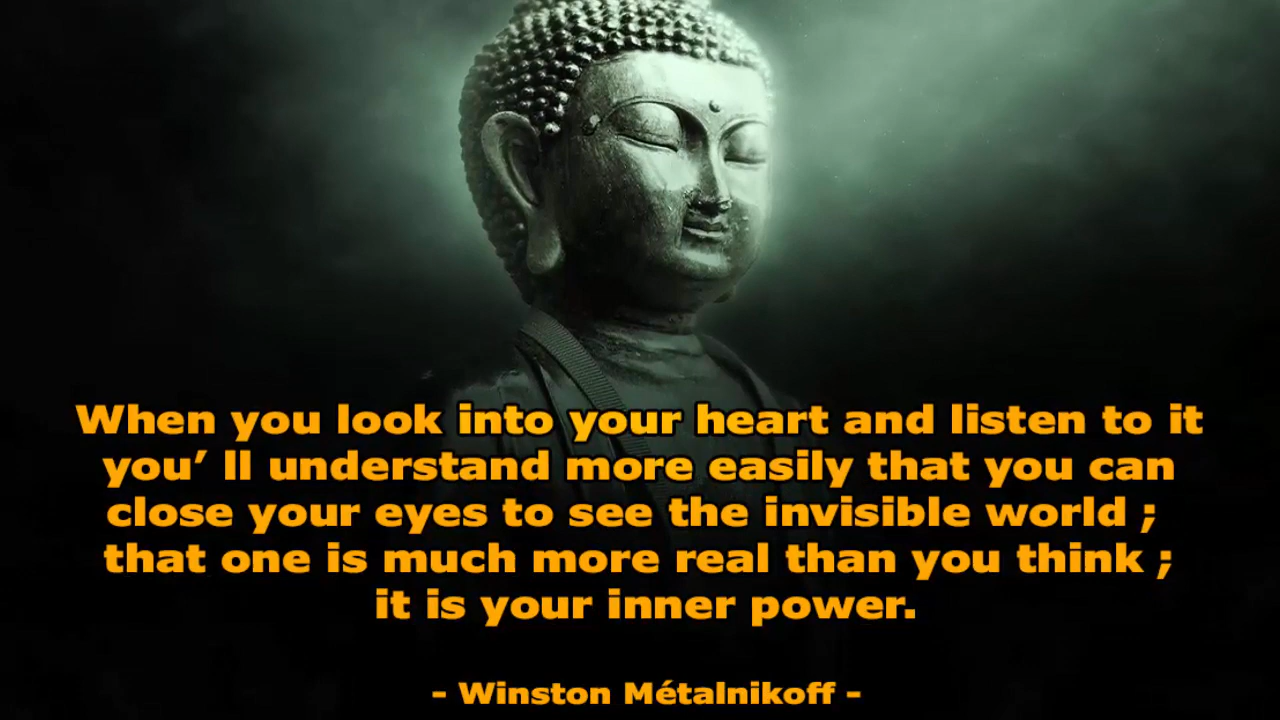 When you look into your heart and listen to it
you’ ll understand more easily that you can
close your eyes to see the invisible world ;
that one is much more real than you think ;
it is your inner power.
- Winston Métalnikoff -